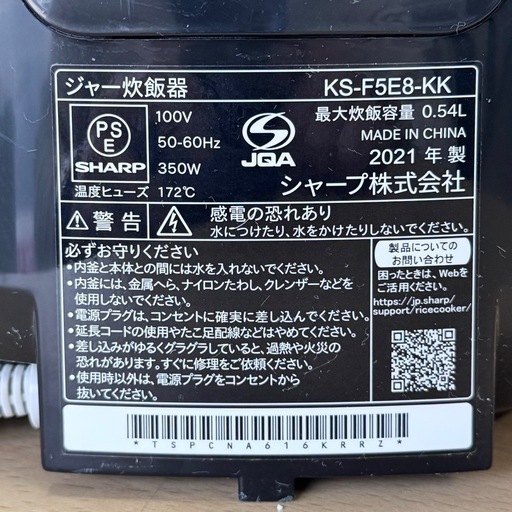 ジャー炊飯器 KS-F5E8-KK
PS
E
SHARP
100V
50-60Hz
350W
温度ヒューズ 172℃
JQA
最大炊飯容量 0.54L
MADE IN CHINA
2021 年 製
シャープ株式会社
警告 感電の恐れあり
水につけたり、水をかけたりしないでください。
必ずお守りください
•内釜と本体との間には水を入れないでください。
•内釜には、金属へら、ナイロンたわし、クレンザーなどを
使用しないでください。
•電源プラグは、コンセントに確実に差し込んでください。
•延長コードの使用やたこ足配線などはやめてください。
•差し込みがゆるくグラグラしていると、過熱や火災の
恐れがあります。すぐに修理をご依頼ください。
•使用時以外は、電源プラグをコンセントから
抜いてください。
製品についての
お問い合わせ
困ったときは、Webを
ご活用ください。
https://jp.sharp/
support/ricecooker/
*TSPCNA616KRRZ*